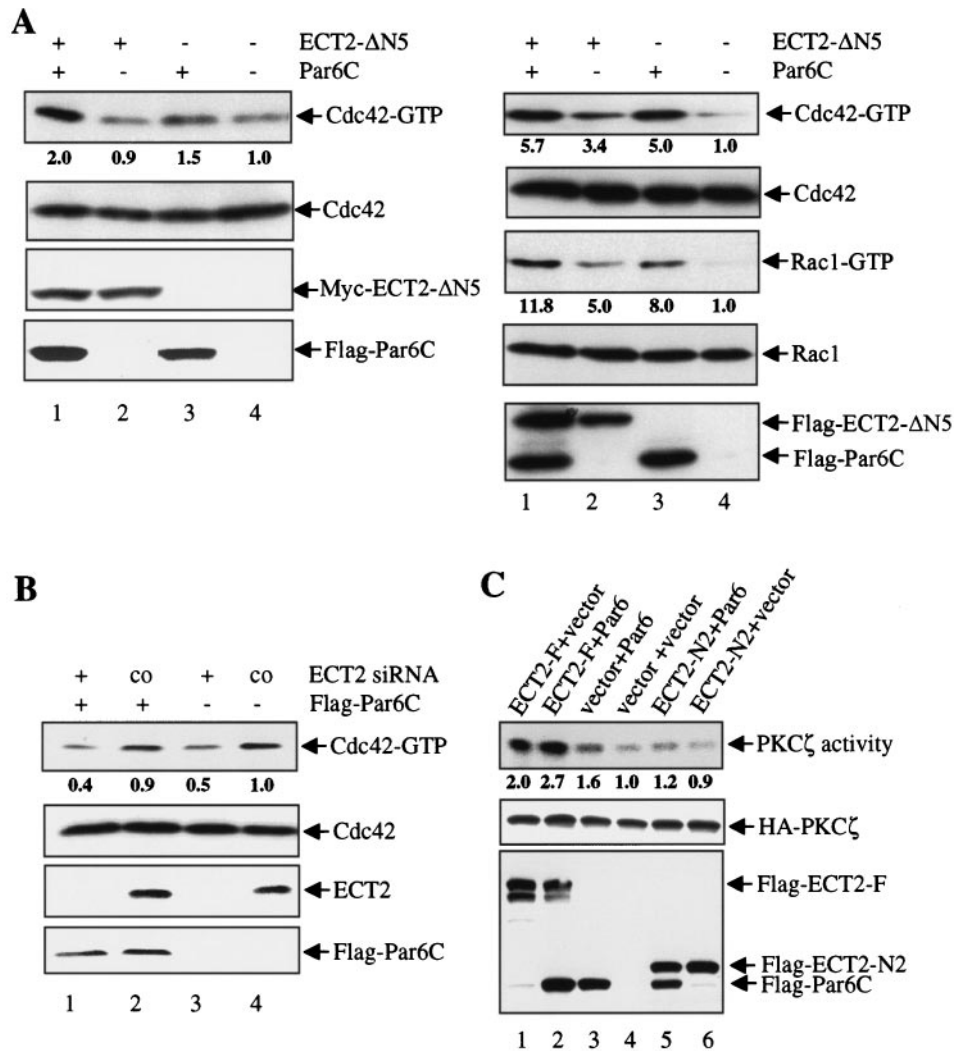 A
+ + - - ECT2-ΔN5
+ - + - Par6C
Cdc42-GTP
2.0 0.9 1.5 1.0
Cdc42
Myc-ECT2-ΔN5
Flag-Par6C
1 2 3 4
+ + - - ECT2-ΔN5
+ - + - Par6C
Cdc42-GTP
5.7 3.4 5.0 1.0
Cdc42
Rac1-GTP
11.8 5.0 8.0 1.0
Rac1
Flag-ECT2-ΔN5
Flag-Par6C
1 2 3 4
B
+ co + co ECT2 siRNA
+ + - - Flag-Par6C
Cdc42-GTP
0.4 0.9 0.5 1.0
Cdc42
ECT2
Flag-Par6C
1 2 3 4
C
ECT2-F+vector
ECT2-F+Par6
vector+Par6
vector +vector
ECT2-N2+Par6
ECT2-N2+vector
PKCζ activity
2.0 2.7 1.6 1.0 1.2 0.9
HA-PKCζ
Flag-ECT2-F
Flag-ECT2-N2
Flag-Par6C
1 2 3 4 5 6